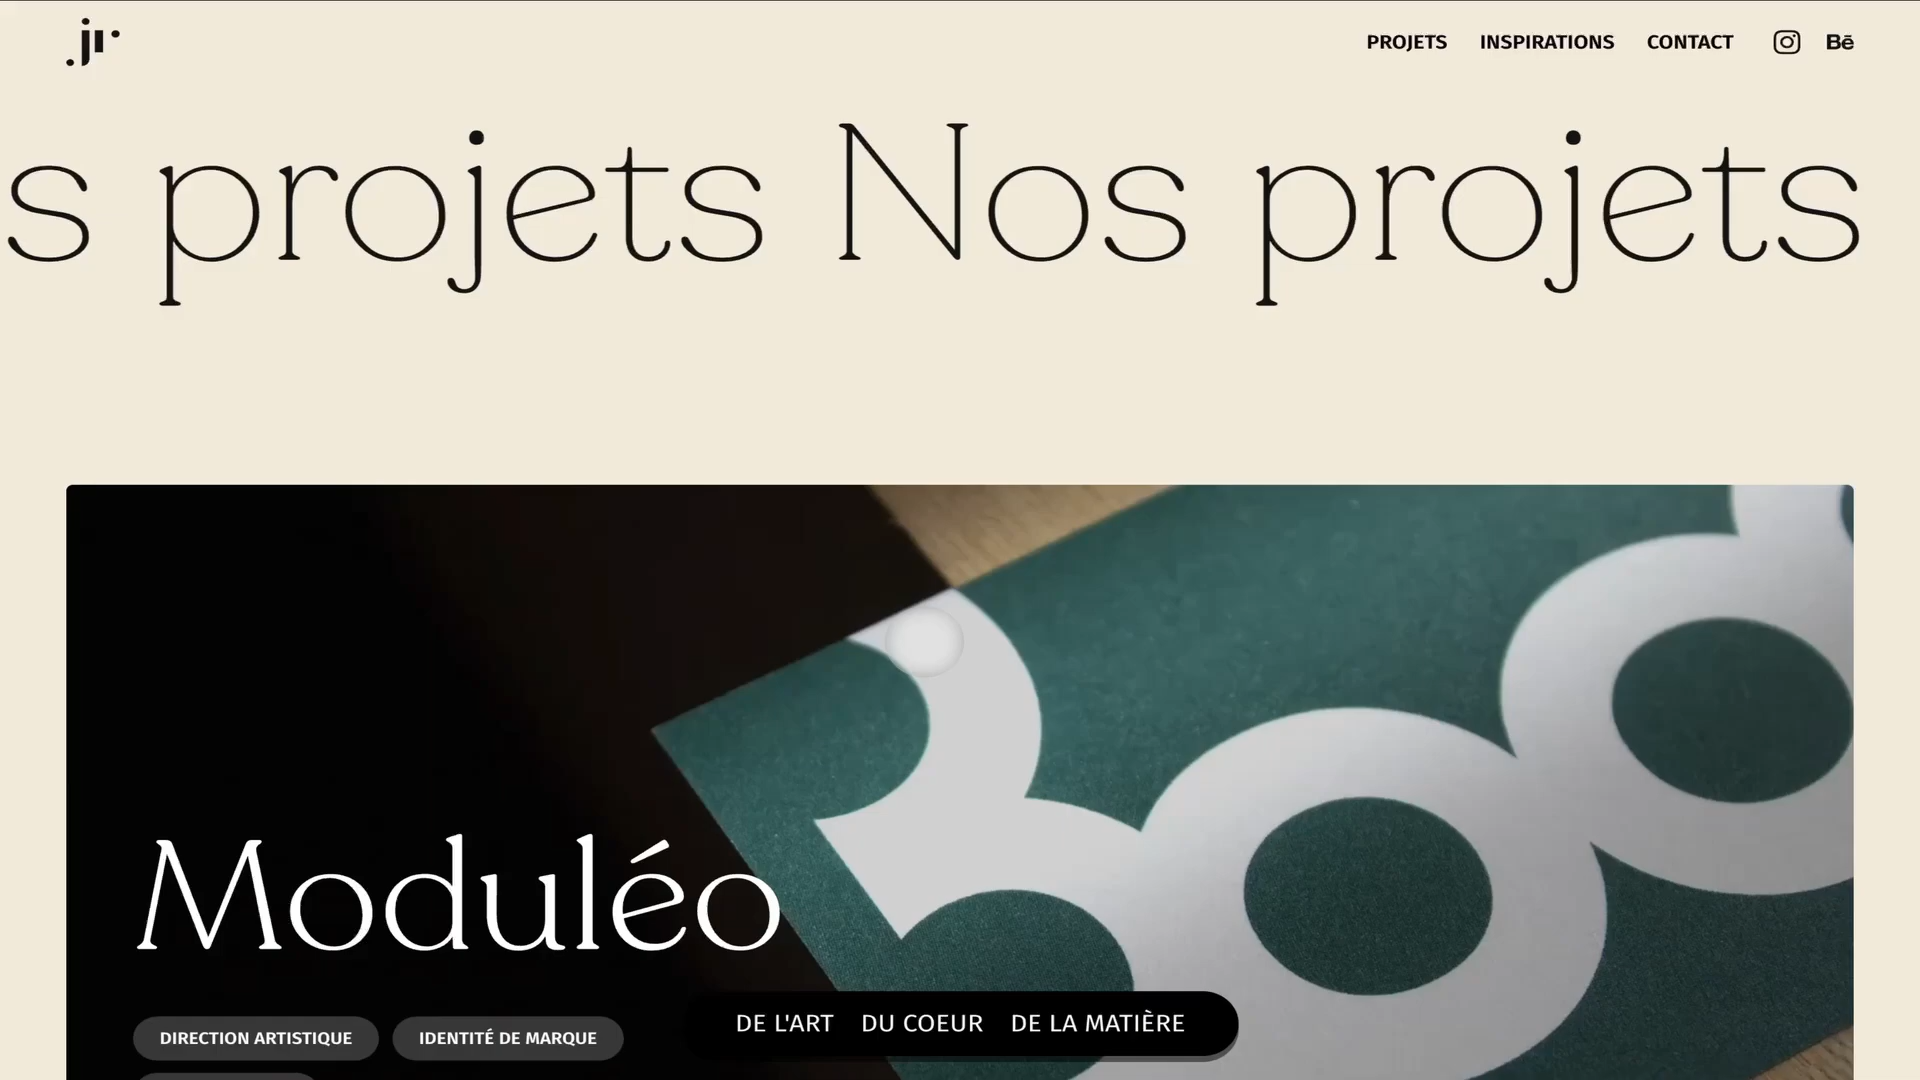 .jr
PROJETS INSPIRATIONS CONTACT Bē
s projets Nos projets
Moduléo
DIRECTION ARTISTIQUE IDENTITÉ DE MARQUE
DE L'ART DU COEUR DE LA MATIÈRE